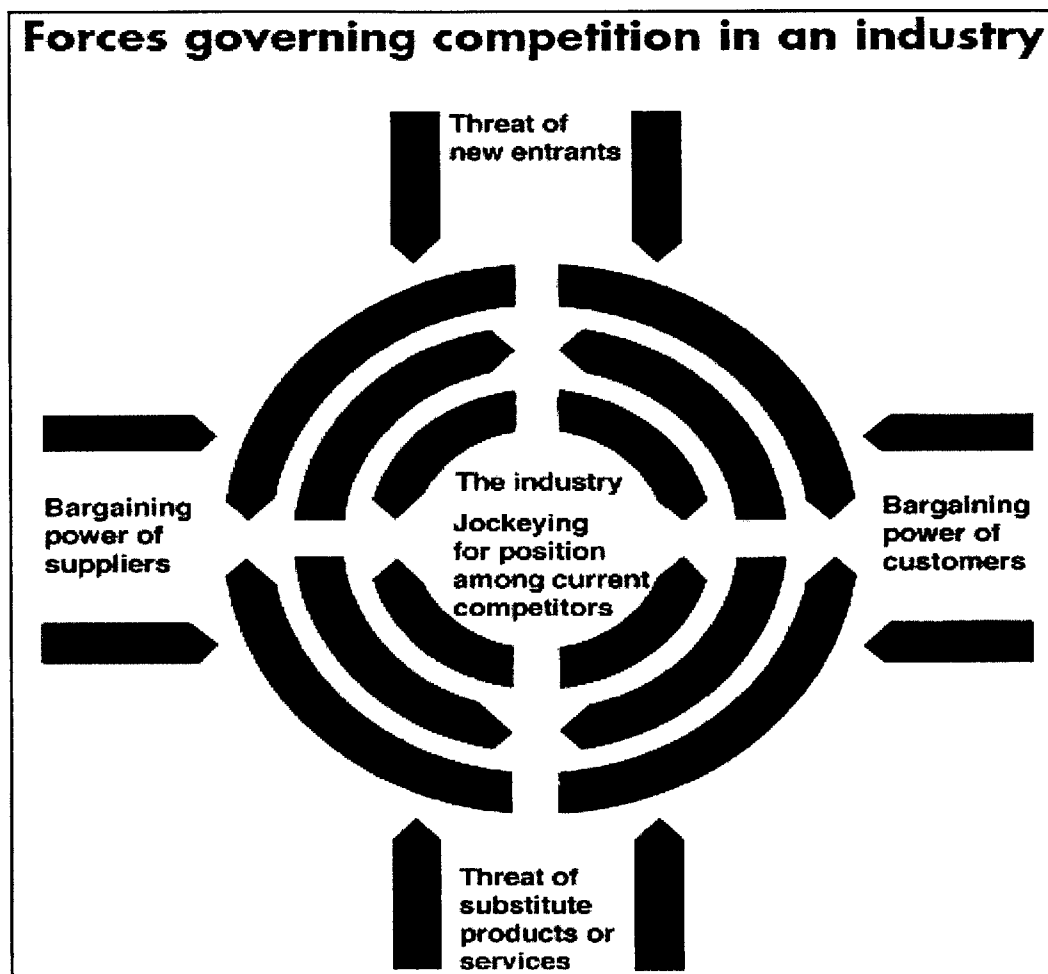 Forces governing competition in an industry
Threat of
new entrants
Bargaining
power of
suppliers
The industry
Jockeying
for position
among current
competitors
Bargaining
power of
customers
Threat of
substitute
products or
services